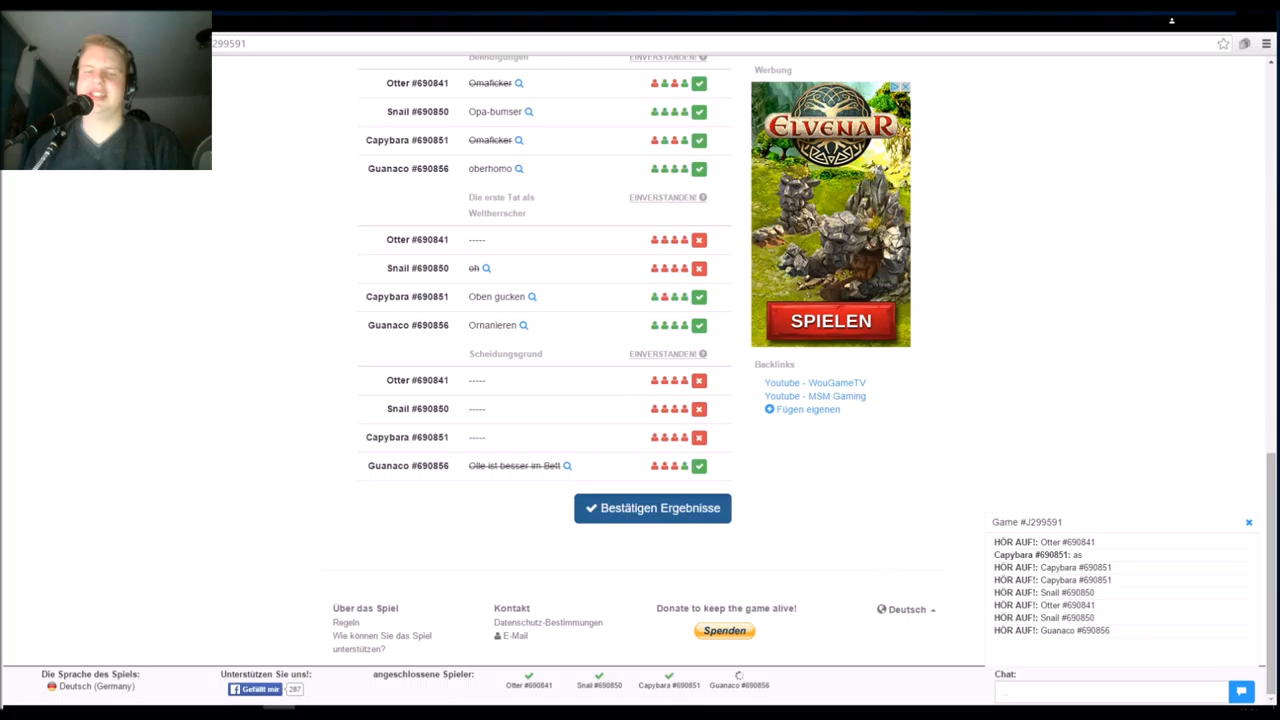 299591
Beleidigungen EINVERSTANDEN!
Otter #690841 Omaficker
Snail #690850 Opa-bumser
Capybara #690851 Omaficker
Guanaco #690856 oberhomo
Die erste Tat als EINVERSTANDEN!
Weltherrscher
Otter #690841 -----
Snail #690850 oh
Capybara #690851 Oben gucken
Guanaco #690856 Ornanieren
Scheidungsgrund EINVERSTANDEN!
Otter #690841 -----
Snail #690850 -----
Capybara #690851 -----
Guanaco #690856 Olle ist besser im Bett
Bestätigen Ergebnisse
Werbung
ELVENAR
SPIELEN
Backlinks
Youtube - WouGameTV
Youtube - MSM Gaming
Fügen eigenen
Game #J299591
HÖR AUF!: Otter #690841
Capybara #690851: as
HÖR AUF!: Capybara #690851
HÖR AUF!: Capybara #690851
HÖR AUF!: Snail #690850
HÖR AUF!: Otter #690841
HÖR AUF!: Snail #690850
HÖR AUF!: Guanaco #690856
Chat:
Über das Spiel
Regeln
Wie können Sie das Spiel
unterstützen?
Kontakt
Datenschutz-Bestimmungen
E-Mail
Donate to keep the game alive!
Spenden
Deutsch
Die Sprache des Spiels:
Deutsch (Germany)
Unterstützen Sie uns!:
Gefällt mir 287
angeschlossene Spieler:
Otter #690841 Snail #690850 Capybara #690851 Guanaco #690856